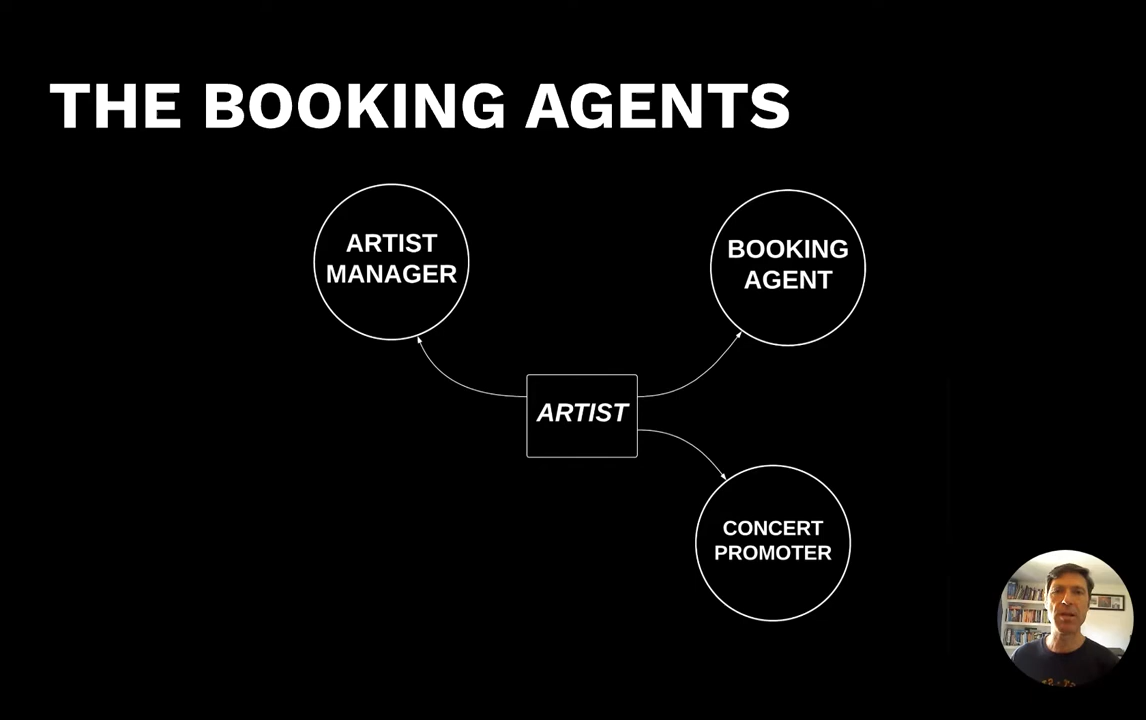 THE BOOKING AGENTS
ARTIST
MANAGER
BOOKING
AGENT
ARTIST
CONCERT
PROMOTER